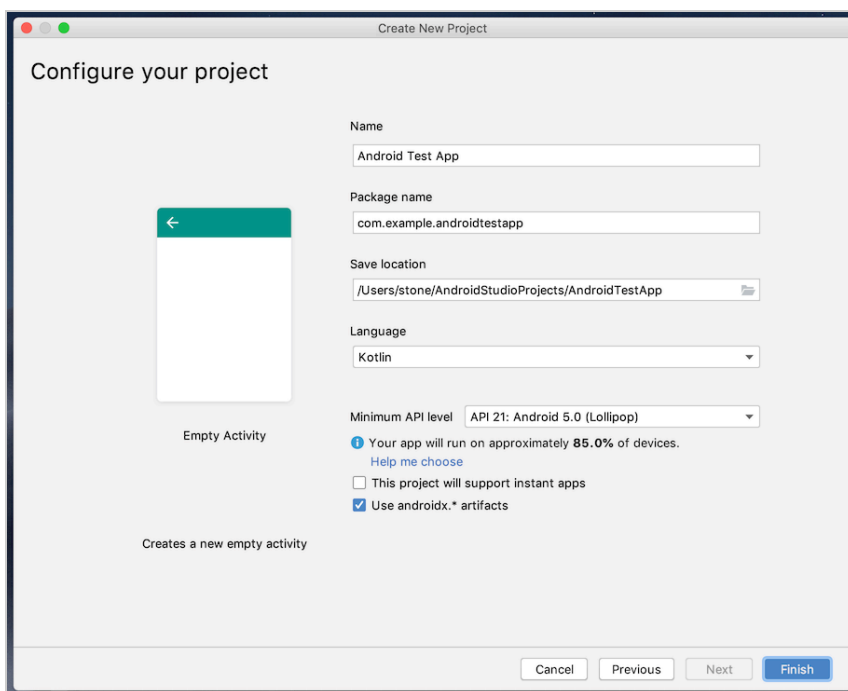 Create New Project
Configure your project
Name
Android Test App
Package name
com.example.androidtestapp
Save location
/Users/stone/AndroidStudioProjects/AndroidTestApp
Language
Kotlin
Minimum API level API 21: Android 5.0 (Lollipop)
Your app will run on approximately 85.0% of devices.
Help me choose
This project will support instant apps
Use androidx.* artifacts
Empty Activity
Creates a new empty activity
Cancel Previous Next Finish